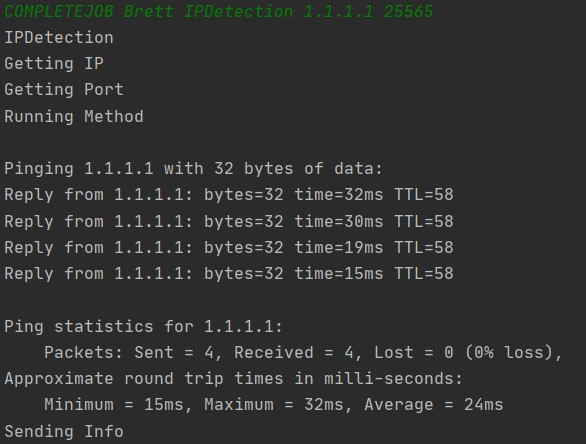 COMPLETEJOB Brett IPDetection 1.1.1.1 25565
IPDetection
Getting IP
Getting Port
Running Method
Pinging 1.1.1.1 with 32 bytes of data:
Reply from 1.1.1.1: bytes=32 time=32ms TTL=58
Reply from 1.1.1.1: bytes=32 time=30ms TTL=58
Reply from 1.1.1.1: bytes=32 time=19ms TTL=58
Reply from 1.1.1.1: bytes=32 time=15ms TTL=58
Ping statistics for 1.1.1.1:
    Packets: Sent = 4, Received = 4, Lost = 0 (0% loss),
Approximate round trip times in milli-seconds:
    Minimum = 15ms, Maximum = 32ms, Average = 24ms
Sending Info